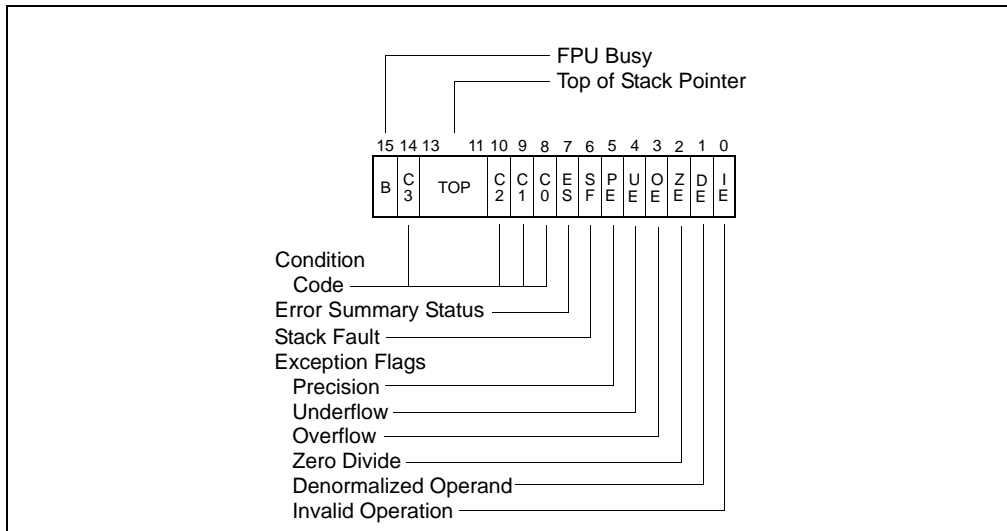 FPU Busy
Top of Stack Pointer
15 14 13 11 10 9 8 7 6 5 4 3 2 1 0
B C3 TOP C2 C1 C0 ES SF PE UE OE ZE DE IE
Condition
Code
Error Summary Status
Stack Fault
Exception Flags
Precision
Underflow
Overflow
Zero Divide
Denormalized Operand
Invalid Operation